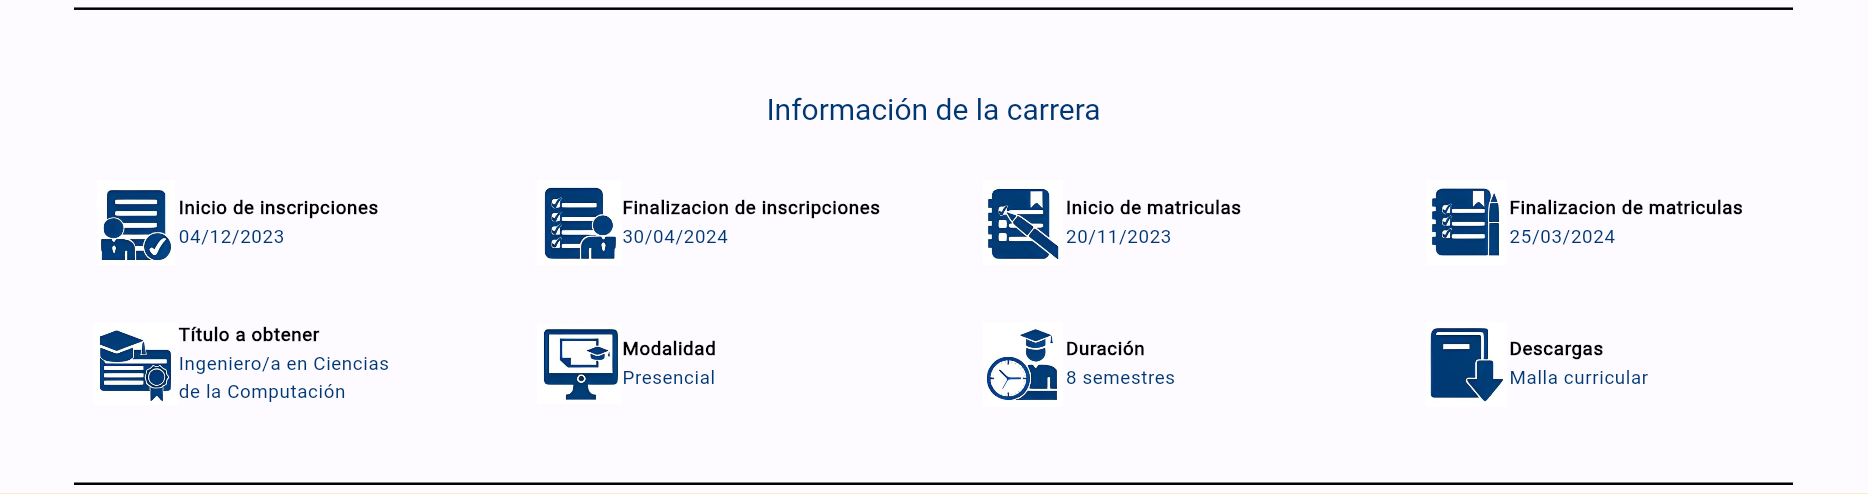 Información de la carrera
Inicio de inscripciones
04/12/2023
Finalizacion de inscripciones
30/04/2024
Inicio de matriculas
20/11/2023
Finalizacion de matriculas
25/03/2024
Título a obtener
Ingeniero/a en Ciencias
de la Computación
Modalidad
Presencial
Duración
8 semestres
Descargas
Malla curricular